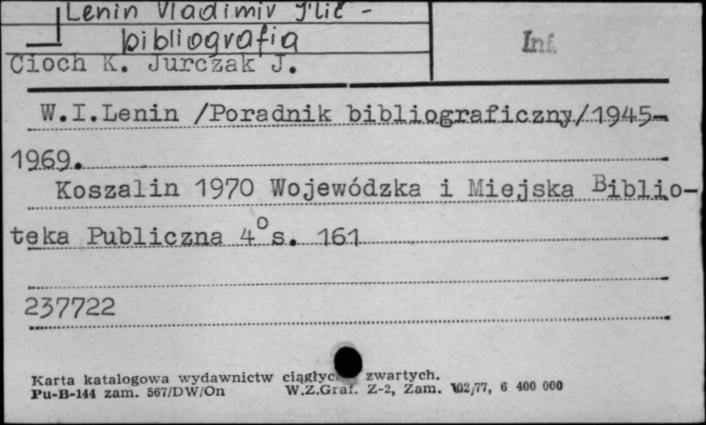 Lenin Vladimir Ilič -
bibliografia
Inf.
Cioch K. Jurczak J.
W.I.Lenin /Poradnik bibliograficzny/1945-
1969.
Koszalin 1970 Wojewódzka i Miejska Biblio-
teka Publiczna 4° s. 161
237722
Karta katalogowa wydawnictw zwartych.
Pu-B-144 zam. 567/DW/On W.Z.Graf. Z-2, Zam. 102/77, 6 400 000